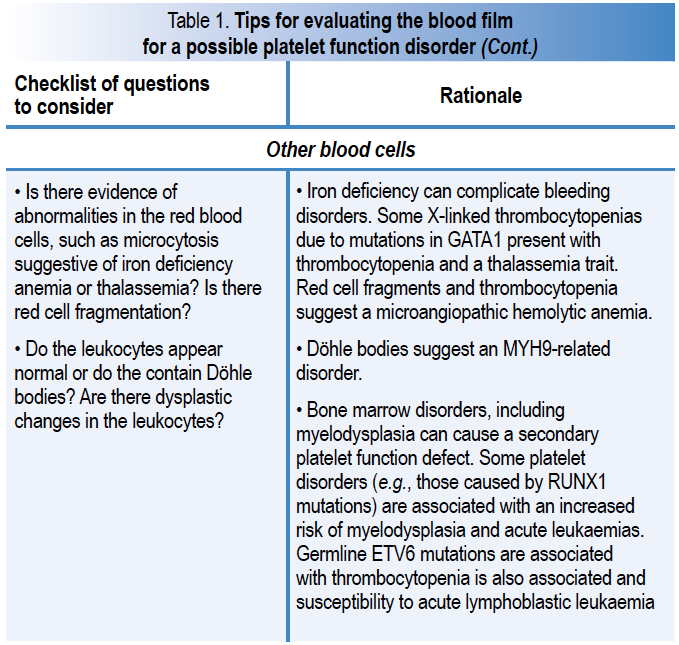 Table 1. Tips for evaluating the blood film
for a possible platelet function disorder (Cont.)
Checklist of questions
to consider
Rationale
Other blood cells
• Is there evidence of
abnormalities in the red blood
cells, such as microcytosis
suggestive of iron deficiency
anemia or thalassemia? Is there
red cell fragmentation?
• Do the leukocytes appear
normal or do the contain Döhle
bodies? Are there dysplastic
changes in the leukocytes?
• Iron deficiency can complicate bleeding
disorders. Some X-linked thrombocytopenias
due to mutations in GATA1 present with
thrombocytopenia and a thalassemia trait.
Red cell fragments and thrombocytopenia
suggest a microangiopathic hemolytic anemia.
• Döhle bodies suggest an MYH9-related
disorder.
• Bone marrow disorders, including
myelodysplasia can cause a secondary
platelet function defect. Some platelet
disorders (e.g., those caused by RUNX1
mutations) are associated with an increased
risk of myelodysplasia and acute leukaemias.
Germline ETV6 mutations are associated
with thrombocytopenia is also associated and
susceptibility to acute lymphoblastic leukaemia